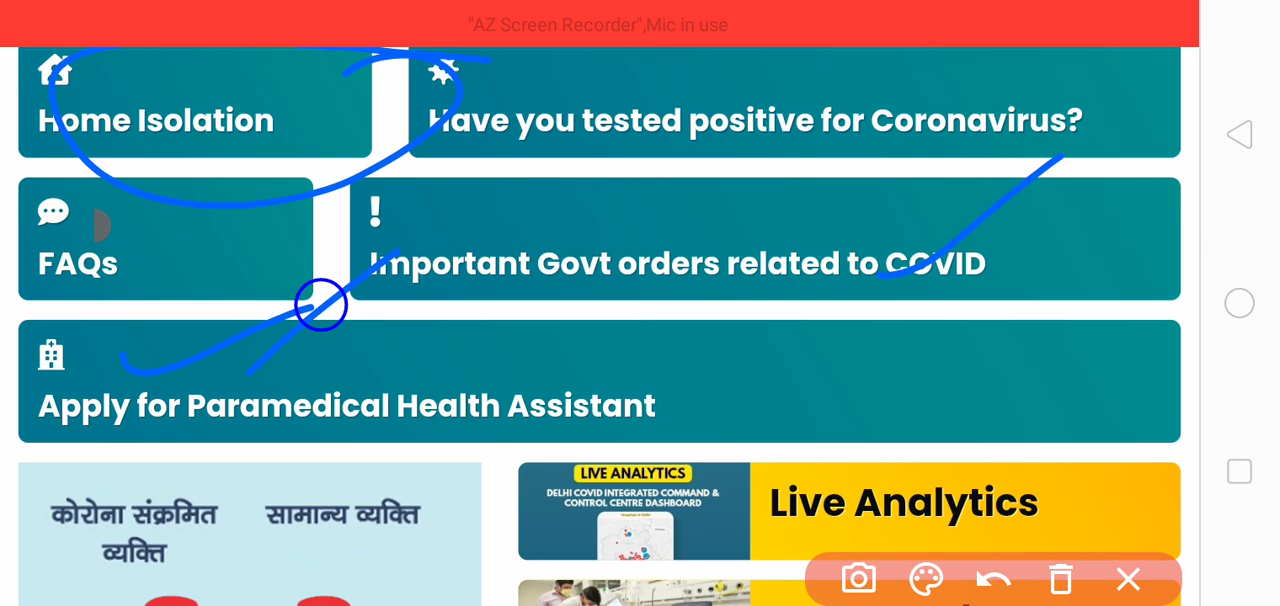 "AZ Screen Recorder",Mic in use
Home Isolation
Have you tested positive for Coronavirus?
FAQs
Important Govt orders related to COVID
Apply for Paramedical Health Assistant
कोरोना संक्रमित
व्यक्ति
सामान्य व्यक्ति
LIVE ANALYTICS
DELHI COVID INTEGRATED COMMAND &
CONTROL CENTRE DASHBOARD
Live Analytics